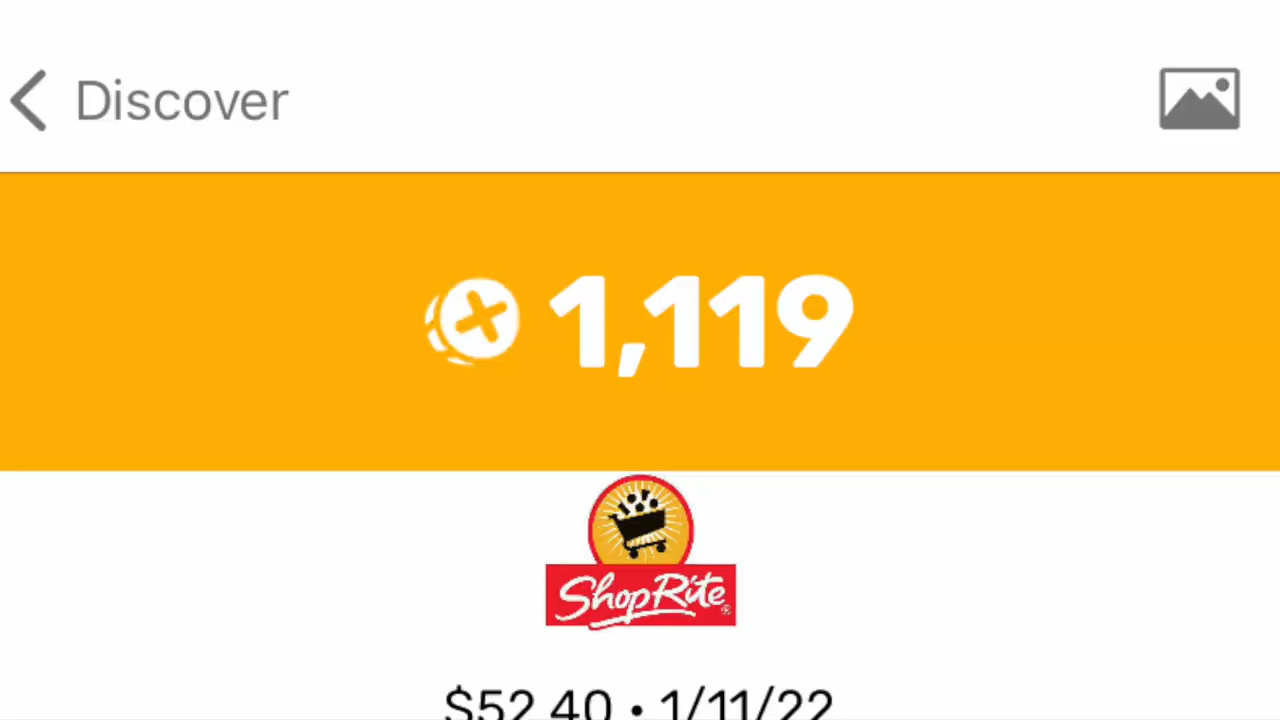 Discover
1,119
ShopRite®
$52.40 • 1/11/22